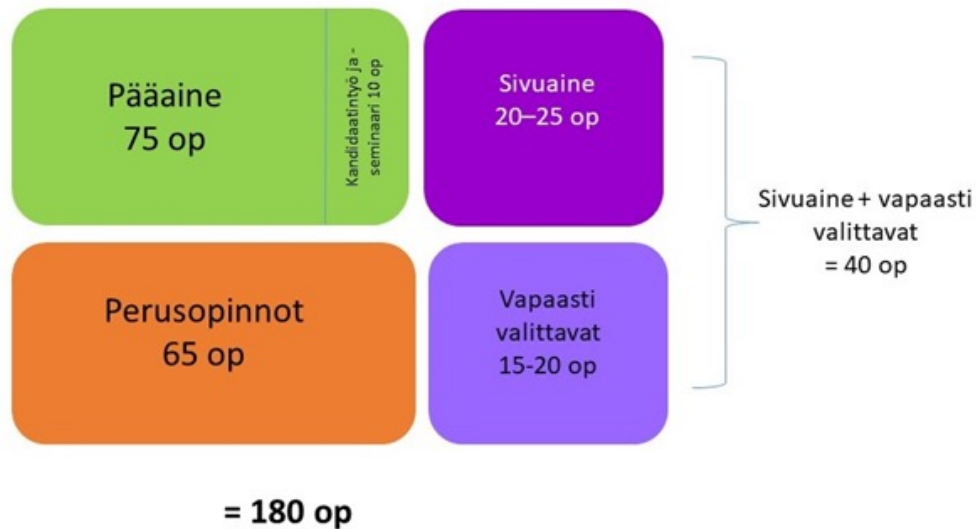 Pääaine
75 op
Kandidaatintyö ja -
seminaari 10 op
Sivuaine
20–25 op
Sivuaine + vapaasti
valittavat
= 40 op
Perusopinnot
65 op
Vapaasti
valittavat
15-20 op
= 180 op